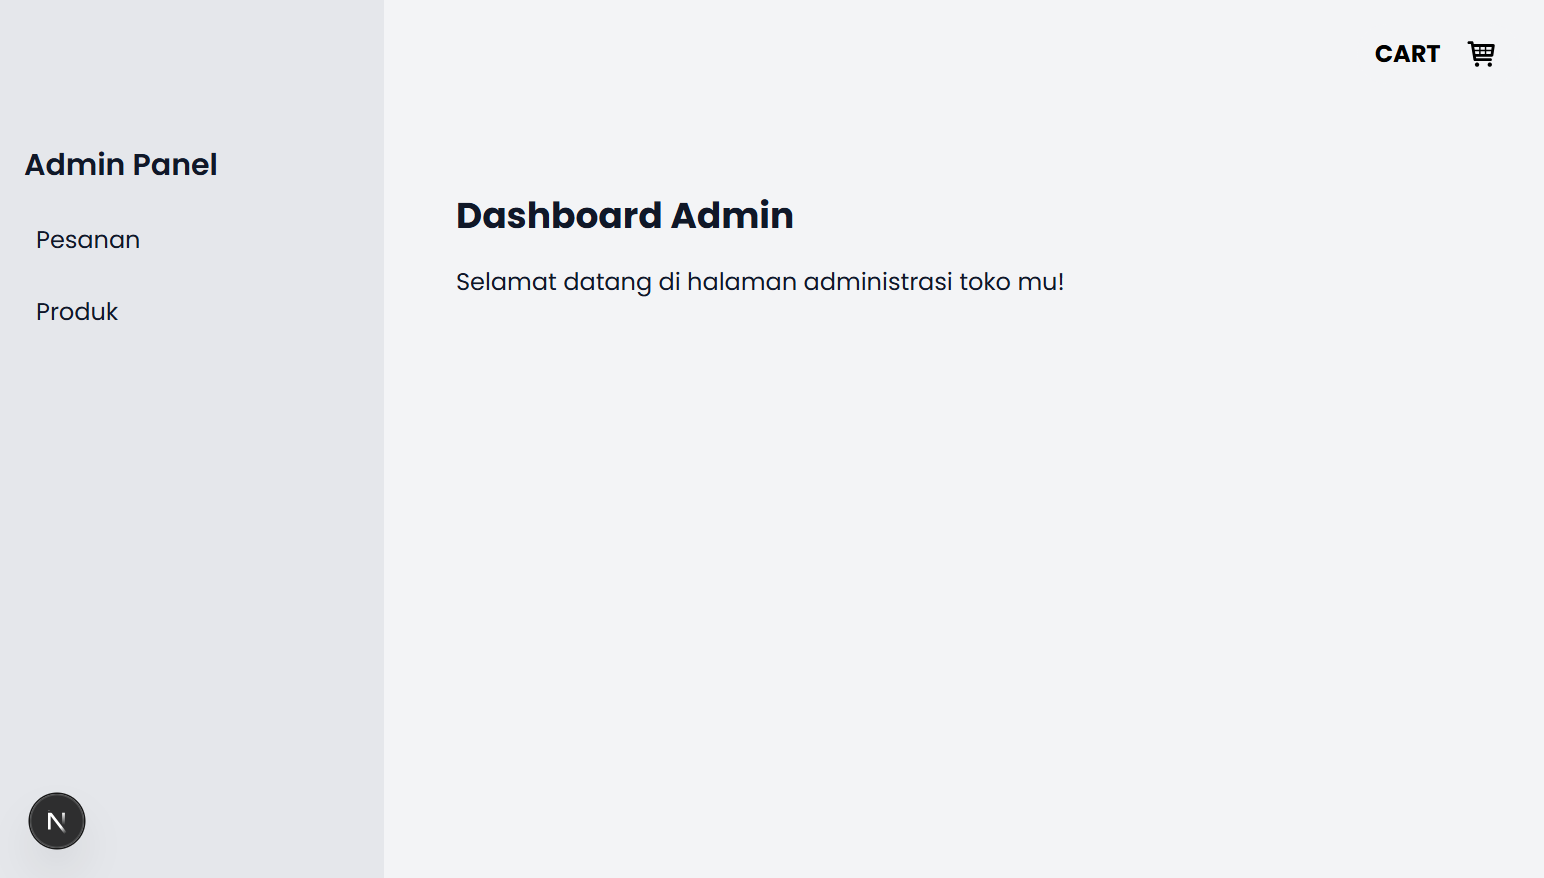 CART
Admin Panel
Pesanan
Produk
Dashboard Admin
Selamat datang di halaman administrasi toko mu!
N